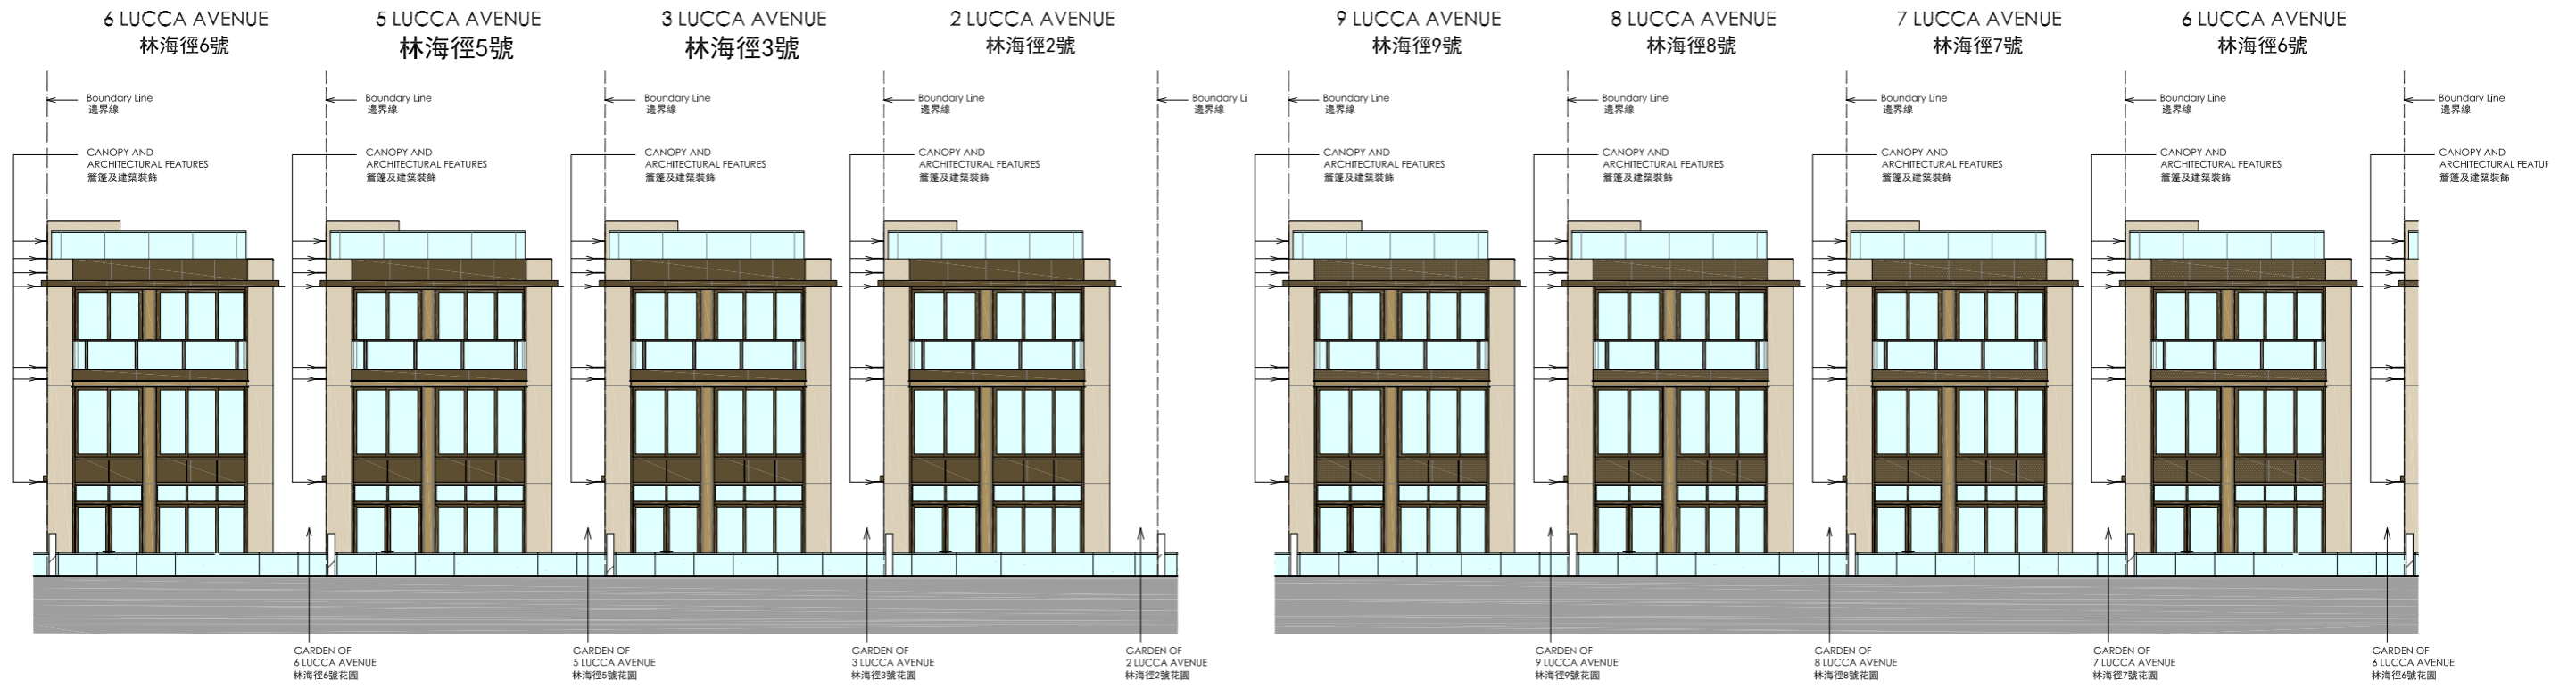 6 LUCCA AVENUE
林海徑6號
5 LUCCA AVENUE
林海徑5號
3 LUCCA AVENUE
林海徑3號
2 LUCCA AVENUE
林海徑2號
9 LUCCA AVENUE
林海徑9號
8 LUCCA AVENUE
林海徑8號
7 LUCCA AVENUE
林海徑7號
6 LUCCA AVENUE
林海徑6號
Boundary Line
邊界線
Boundary Line
邊界線
Boundary Line
邊界線
Boundary Line
邊界線
Boundary Li
邊界線
Boundary Line
邊界線
Boundary Line
邊界線
Boundary Line
邊界線
Boundary Line
邊界線
Boundary Line
邊界線
CANOPY AND
ARCHITECTURAL FEATURES
簷篷及建築裝飾
CANOPY AND
ARCHITECTURAL FEATURES
簷篷及建築裝飾
CANOPY AND
ARCHITECTURAL FEATURES
簷篷及建築裝飾
CANOPY AND
ARCHITECTURAL FEATURES
簷篷及建築裝飾
CANOPY AND
ARCHITECTURAL FEATURES
簷篷及建築裝飾
CANOPY AND
ARCHITECTURAL FEATURES
簷篷及建築裝飾
CANOPY AND
ARCHITECTURAL FEATURES
簷篷及建築裝飾
CANOPY AND
ARCHITECTURAL FEATURES
簷篷及建築裝飾
CANOPY AND
ARCHITECTURAL FEATUR
簷篷及建築裝飾
GARDEN OF
6 LUCCA AVENUE
林海徑6號花園
GARDEN OF
5 LUCCA AVENUE
林海徑5號花園
GARDEN OF
3 LUCCA AVENUE
林海徑3號花園
GARDEN OF
2 LUCCA AVENUE
林海徑2號花園
GARDEN OF
9 LUCCA AVENUE
林海徑9號花園
GARDEN OF
8 LUCCA AVENUE
林海徑8號花園
GARDEN OF
7 LUCCA AVENUE
林海徑7號花園
GARDEN OF
6 LUCCA AVENUE
林海徑6號花園